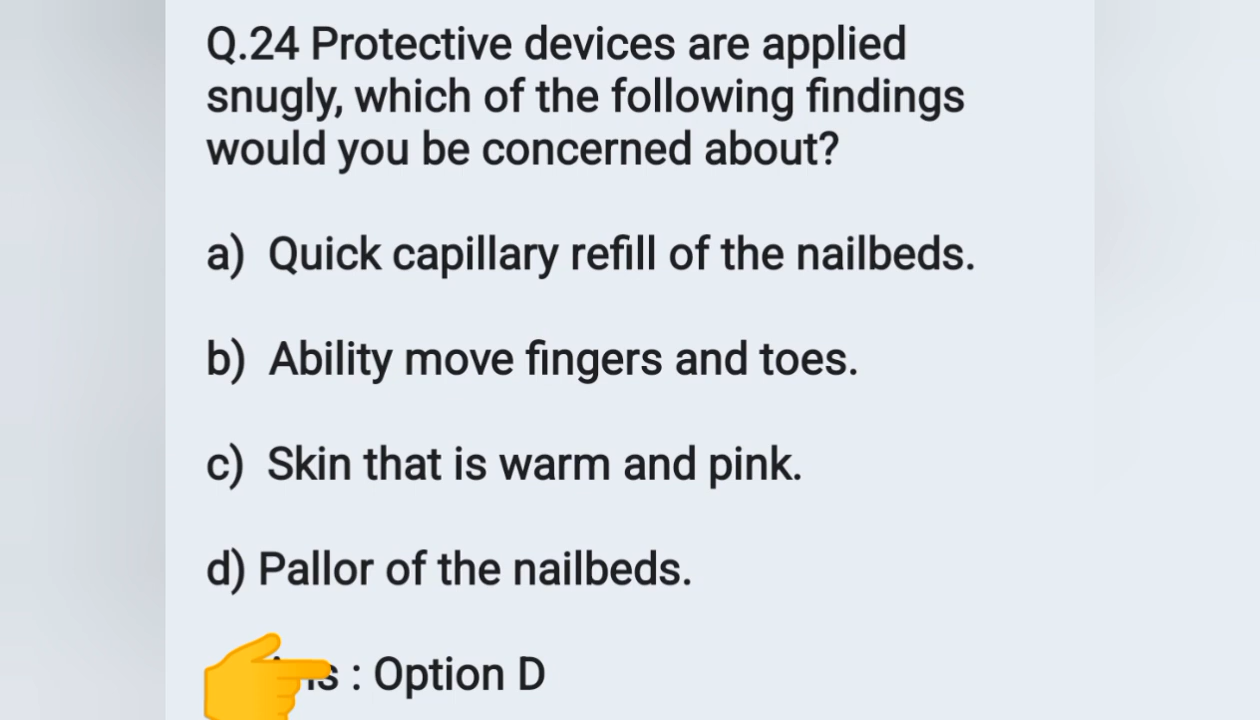 Q.24 Protective devices are applied
snugly, which of the following findings
would you be concerned about?
a) Quick capillary refill of the nailbeds.
b) Ability move fingers and toes.
c) Skin that is warm and pink.
d) Pallor of the nailbeds.
: Option D